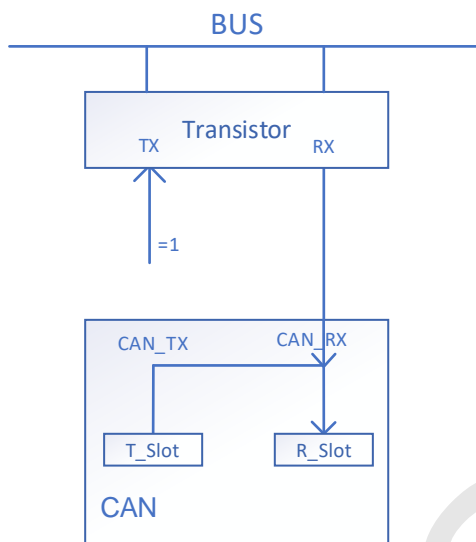 BUS
Transistor
TX
RX
=1
CAN_TX
CAN_RX
T_Slot
R_Slot
CAN